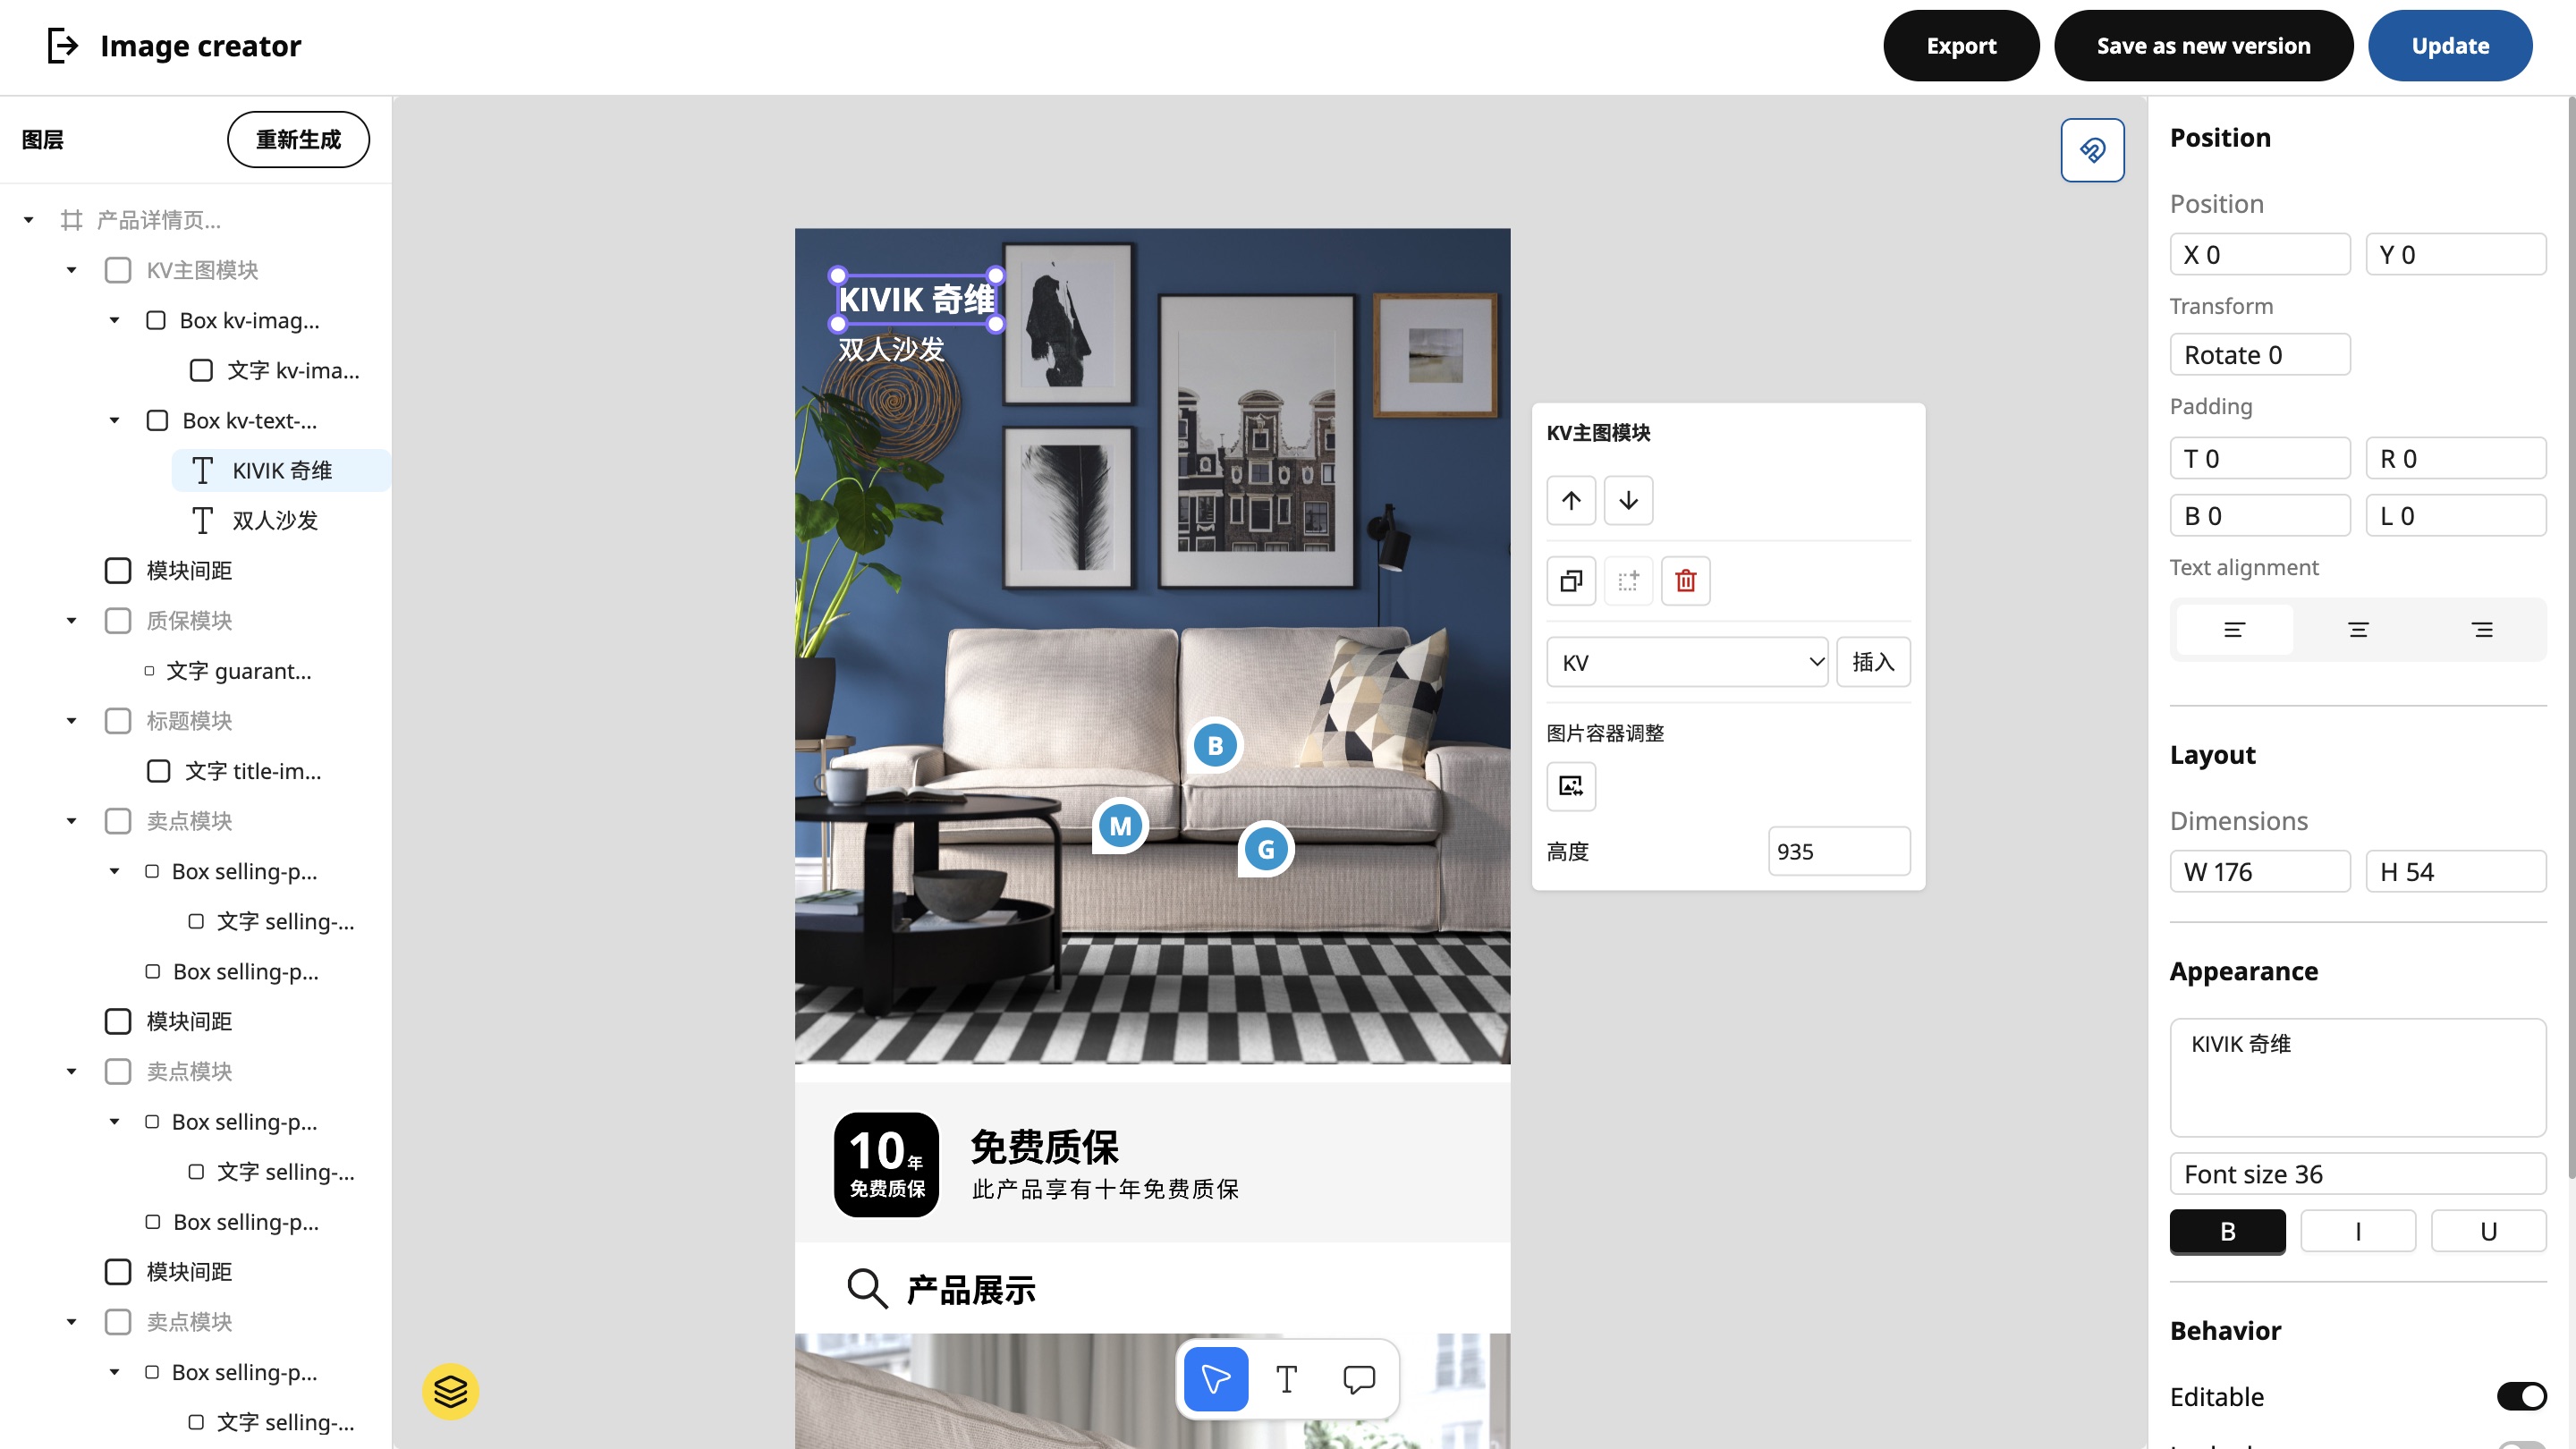 Image creator
Export
Save as new version
Update
图层
重新生成
产品详情页...
KV主图模块
Box kv-imag...
文字 kv-ima...
Box kv-text-...
KIVIK 奇维
双人沙发
模块间距
质保模块
文字 guarant...
标题模块
文字 title-im...
卖点模块
Box selling-p...
文字 selling-...
Box selling-p...
模块间距
卖点模块
Box selling-p...
文字 selling-...
Box selling-p...
模块间距
卖点模块
Box selling-p...
文字 selling-...
KIVIK 奇维
双人沙发
B
M
G
10年
免费质保
免费质保
此产品享有十年免费质保
产品展示
T
KV主图模块
KV
插入
图片容器调整
高度
935
Position
Position
X 0
Y 0
Transform
Rotate 0
Padding
T 0
R 0
B 0
L 0
Text alignment
Layout
Dimensions
W 176
H 54
Appearance
KIVIK 奇维
Font size 36
B
I
U
Behavior
Editable